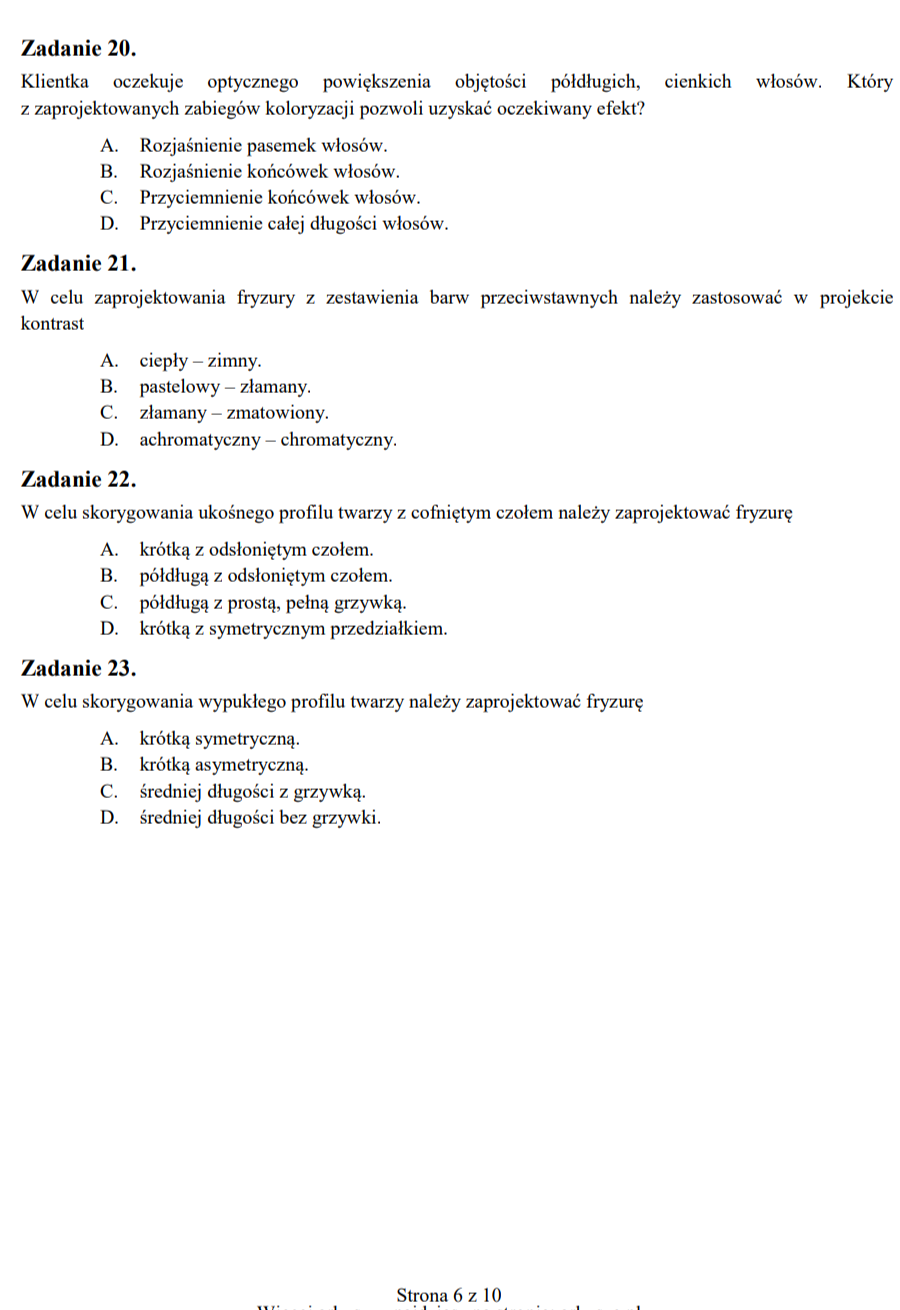 Zadanie 20.
Klientka oczekuje optycznego powiększenia objętości półdługich, cienkich włosów. Który
z zaprojektowanych zabiegów koloryzacji pozwoli uzyskać oczekiwany efekt?
A. Rozjaśnienie pasemek włosów.
B. Rozjaśnienie końcówek włosów.
C. Przyciemnienie końcówek włosów.
D. Przyciemnienie całej długości włosów.
Zadanie 21.
W celu zaprojektowania fryzury z zestawienia barw przeciwstawnych należy zastosować w projekcie
kontrast
A. ciepły – zimny.
B. pastelowy – złamany.
C. złamany – zmatowiony.
D. achromatyczny – chromatyczny.
Zadanie 22.
W celu skorygowania ukośnego profilu twarzy z cofniętym czołem należy zaprojektować fryzurę
A. krótką z odsłoniętym czołem.
B. półdługą z odsłoniętym czołem.
C. półdługą z prostą, pełną grzywką.
D. krótką z symetrycznym przedziałkiem.
Zadanie 23.
W celu skorygowania wypukłego profilu twarzy należy zaprojektować fryzurę
A. krótką symetryczną.
B. krótką asymetryczną.
C. średniej długości z grzywką.
D. średniej długości bez grzywki.
Strona 6 z 10